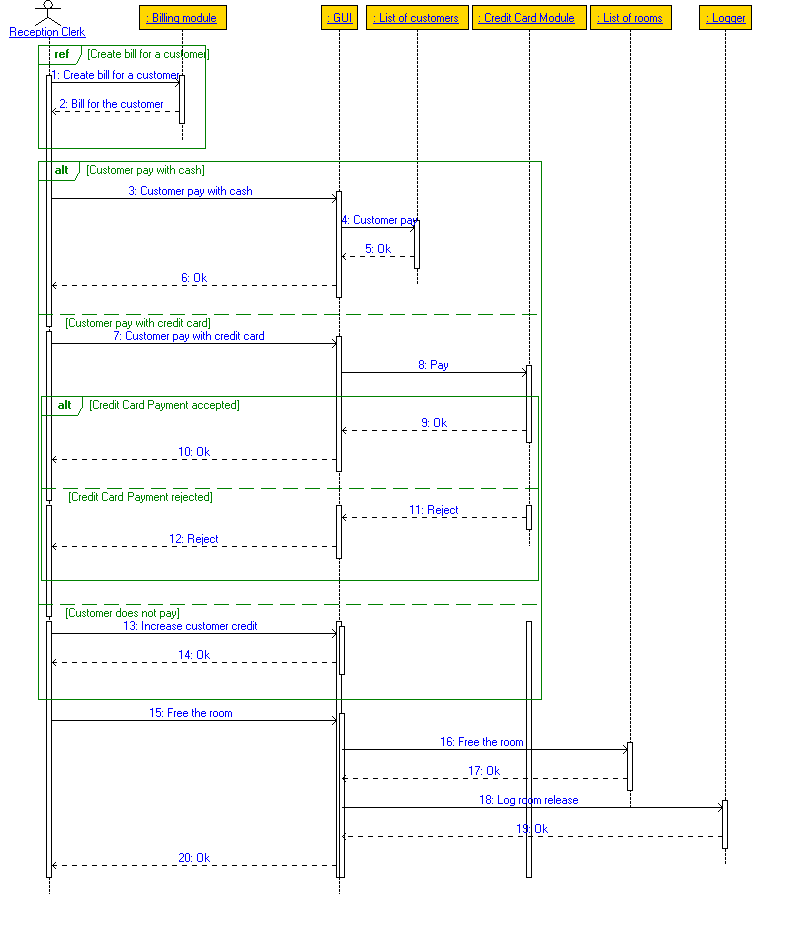 : Billing module
: GUI
: List of customers
: Credit Card Module
: List of rooms
: Logger
Reception Clerk
ref [Create bill for a customer]
1: Create bill for a customer
2: Bill for the customer
alt [Customer pay with cash]
3: Customer pay with cash
4: Customer pay
5: Ok
6: Ok
[Customer pay with credit card]
7: Customer pay with credit card
8: Pay
alt [Credit Card Payment accepted]
9: Ok
10: Ok
[Credit Card Payment rejected]
11: Reject
12: Reject
[Customer does not pay]
13: Increase customer credit
14: Ok
15: Free the room
16: Free the room
17: Ok
18: Log room release
19: Ok
20: Ok